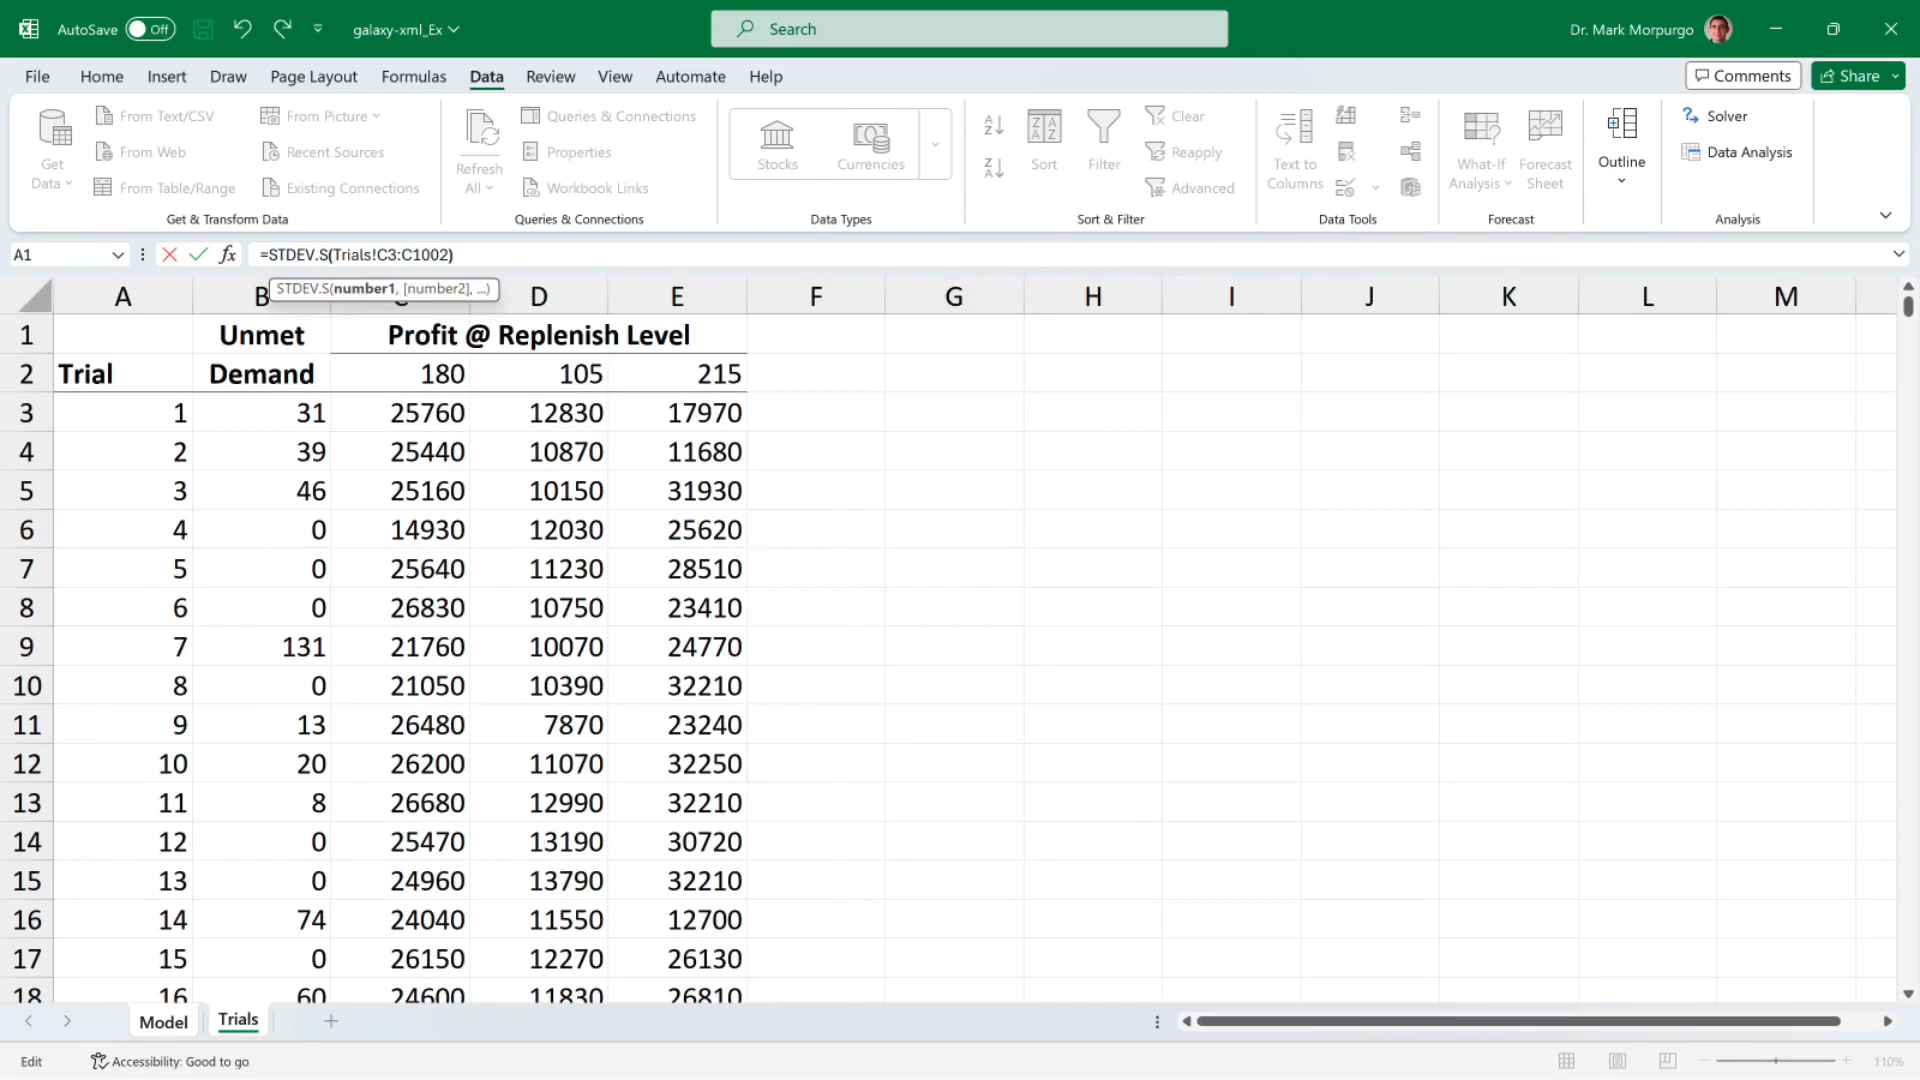 AutoSave Off galaxy-xml_Ex Search Dr. Mark Morpurgo
File Home Insert Draw Page Layout Formulas Data Review View Automate Help Comments Share
Get Data
From Text/CSV
From Web
From Table/Range
From Picture
Recent Sources
Existing Connections
Get & Transform Data
Refresh All
Queries & Connections
Properties
Workbook Links
Queries & Connections
Stocks
Currencies
Data Types
Sort
Filter
Clear
Reapply
Advanced
Sort & Filter
Text to Columns
Data Tools
What-If Analysis
Forecast Sheet
Forecast
Outline
Solver
Data Analysis
Analysis
A1 fx =STDEV.S(Trials!C3:C1002)
STDEV.S(number1, [number2], ...)
A B C D E F G H I J K L M
1 Unmet Profit @ Replenish Level
2 Trial Demand 180 105 215
3 1 31 25760 12830 17970
4 2 39 25440 10870 11680
5 3 46 25160 10150 31930
6 4 0 14930 12030 25620
7 5 0 25640 11230 28510
8 6 0 26830 10750 23410
9 7 131 21760 10070 24770
10 8 0 21050 10390 32210
11 9 13 26480 7870 23240
12 10 20 26200 11070 32250
13 11 8 26680 12990 32210
14 12 0 25470 13190 30720
15 13 0 24960 13790 32210
16 14 74 24040 11550 12700
17 15 0 26150 12270 26130
18 16 60 24600 11830 26810
Model Trials
Edit Accessibility: Good to go 110%